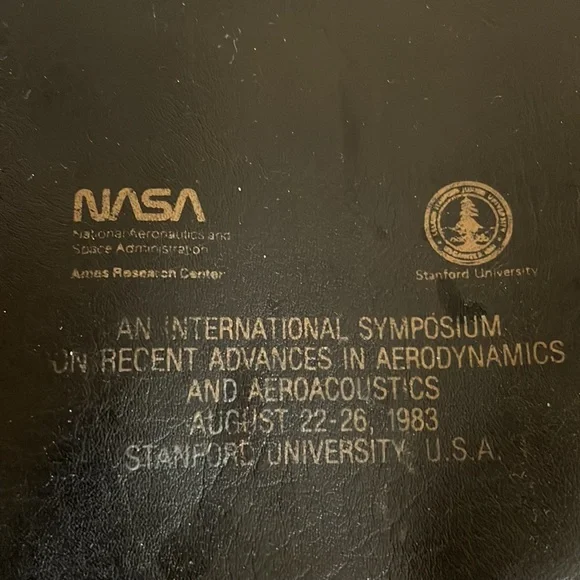 NASA
National Aeronautics and
Space Administration
Ames Research Center
Stanford University
AN INTERNATIONAL SYMPOSIUM
ON RECENT ADVANCES IN AERODYNAMICS
AND AEROACOUSTICS
AUGUST 22-26, 1983
STANFORD UNIVERSITY, U.S.A.